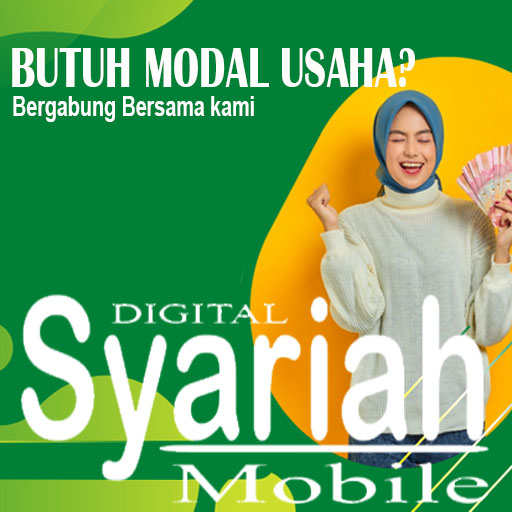 BUTUH MODAL USAHA?
Bergabung Bersama kami
DIGITAL
Syariah
Mobile